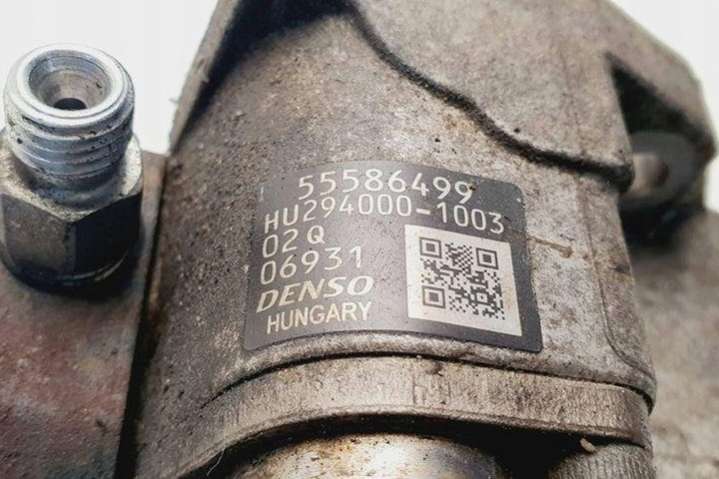 55586499
HU294000-1003
02Q
06931
DENSO
HUNGARY